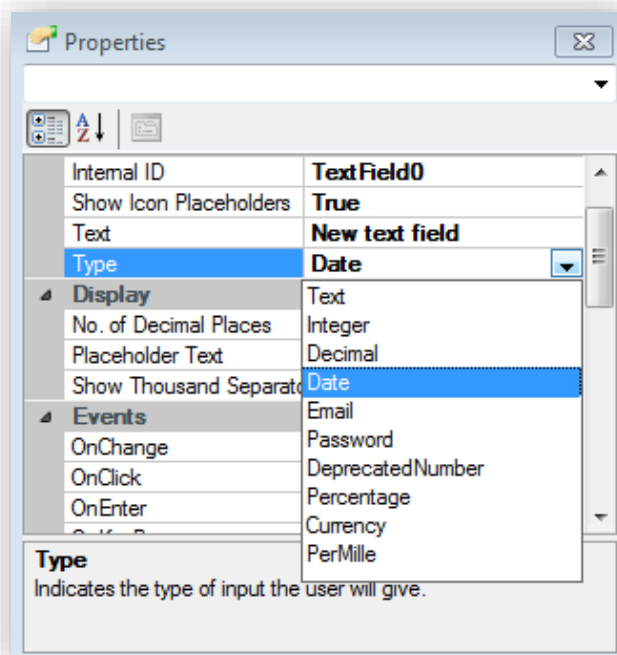 Properties
Internal ID TextField0
Show Icon Placeholders True
Text New text field
Type Date
Display Text
No. of Decimal Places Integer
Placeholder Text Decimal
Show Thousand Separato Date
Events Email
OnChange Password
OnClick DeprecatedNumber
OnEnter Percentage
Currency
PerMille
Type
Indicates the type of input the user will give.